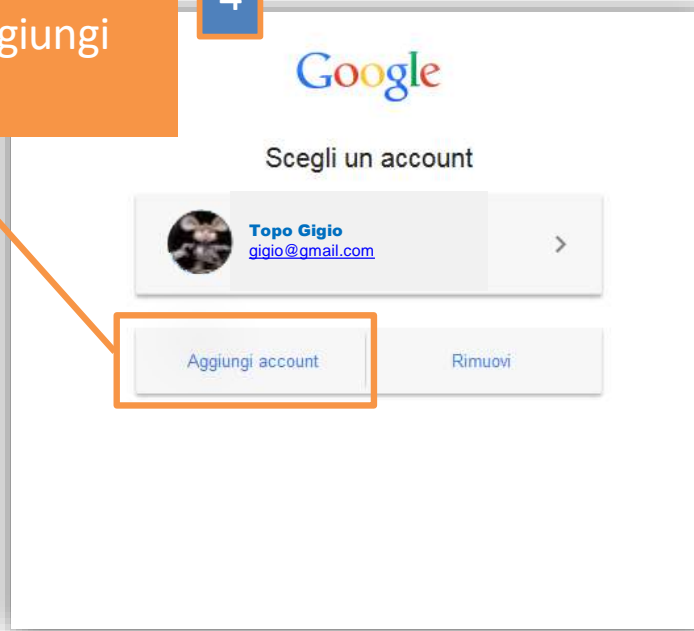 giungi
4
Google
Scegli un account
Topo Gigio
gigio@gmail.com
Aggiungi account
Rimuovi